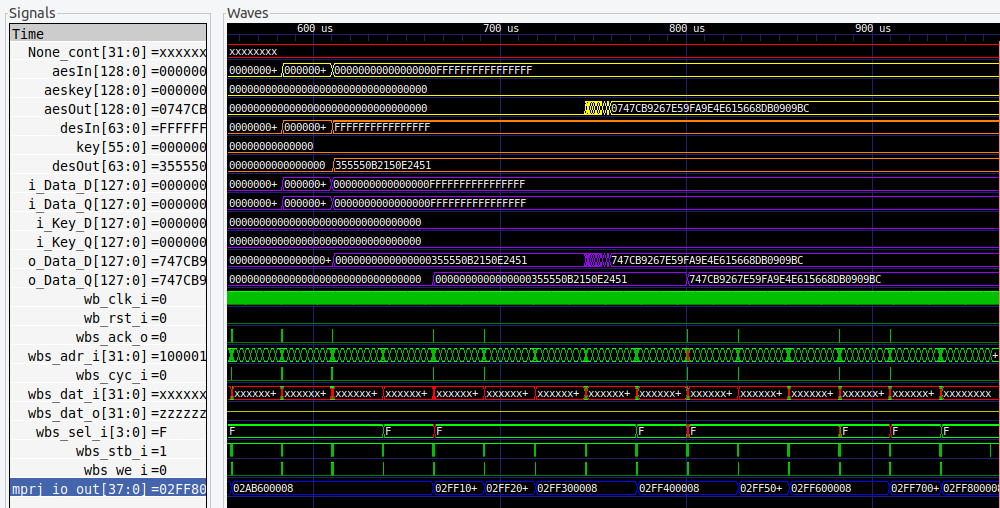 Signals Waves
Time 600 us 700 us 800 us 900 us
None_cont[31:0] =xxxxxx xxxxxxxx
aesIn[128:0] =000000 0000000+ 000000+ 00000000000000000FFFFFFFFFFFFFFFF
aeskey[128:0] =000000 000000000000000000000000000000000
aesOut[128:0] =0747CB 000000000000000000000000000000000 0747CB9267E59FA9E4E615668DB0909BC
desIn[63:0] =FFFFFF 0000000+ 000000+ FFFFFFFFFFFFFFFF
key[55:0] =000000 00000000000000
desOut[63:0] =355550 0000000000000000 355550B2150E2451
i_Data_D[127:0] =000000 0000000+ 000000+ 0000000000000000FFFFFFFFFFFFFFFF
i_Data_Q[127:0] =000000 0000000+ 000000+ 0000000000000000FFFFFFFFFFFFFFFF
i_Key_D[127:0] =000000 00000000000000000000000000000000
i_Key_Q[127:0] =000000 00000000000000000000000000000000
o_Data_D[127:0] =747CB9 0000000000000000+ 0000000000000000355550B2150E2451 747CB9267E59FA9E4E615668DB0909BC
o_Data_Q[127:0] =747CB9 00000000000000000000000000000000 0000000000000000355550B2150E2451 747CB9267E59FA9E4E615668DB0909BC
wb_clk_i=0
wb_rst_i=0
wbs_ack_o=0
wbs_adr_i[31:0] =100001 +
wbs_cyc_i=0
wbs_dat_i[31:0] =xxxxxx xxxxxx+ xxxxxx+ xxxxxx+ xxxxxx+ xxxxxx+ xxxxxx+ xxxxxx+ xxxxxx+ xxxxxx+ xxxxxx+ xxxxxx+ xxxxxx+ xxxxxx+ xxxxxx+ xxxxxxxx
wbs_dat_o[31:0] =zzzzzz
wbs_sel_i[3:0] =F F F F F F F F F
wbs_stb_i=1
wbs_we_i=0
mprj_io_out[37:0] =02FF80 02AB600008 02FF10+ 02FF20+ 02FF300008 02FF400008 02FF50+ 02FF600008 02FF700+ 02FF800008